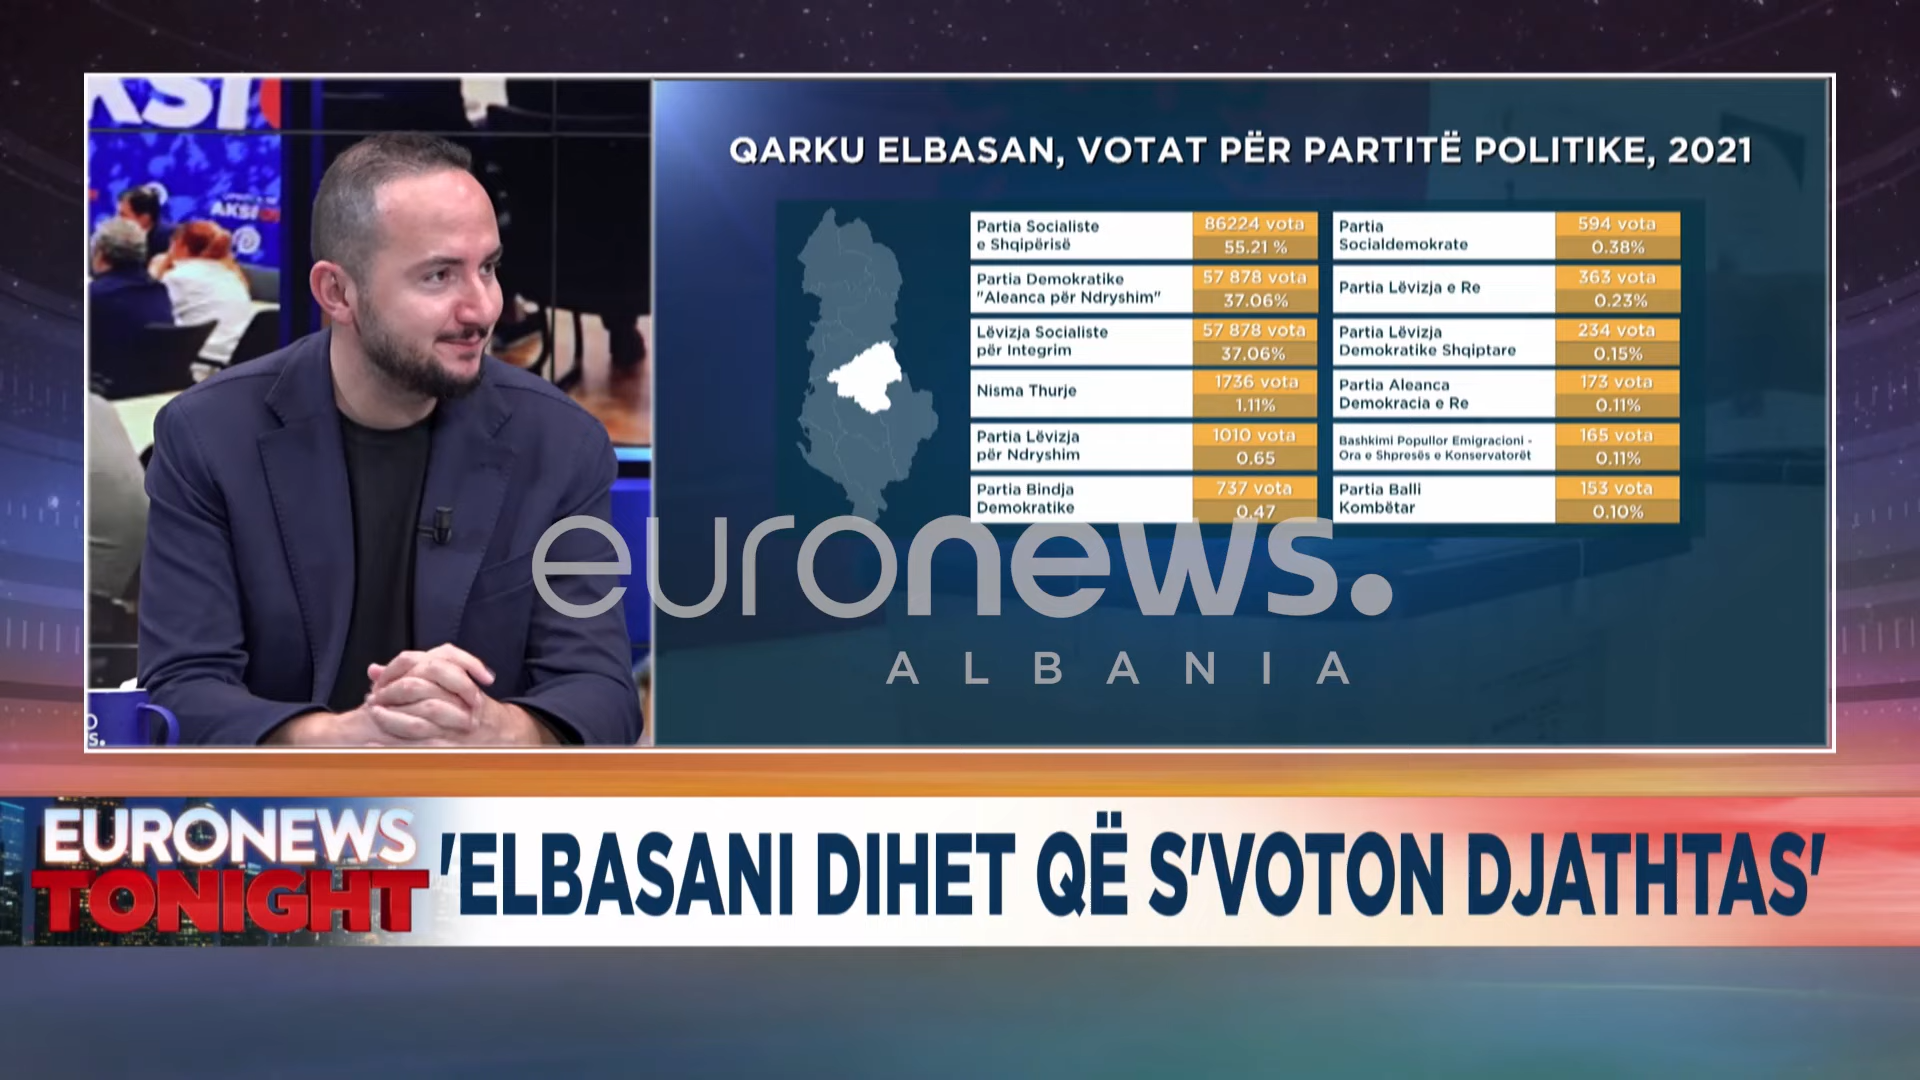 AKSI
AKSI
QARKU ELBASAN, VOTAT PËR PARTITË POLITIKE, 2021
Partia Socialiste
e Shqipërisë
86224 vota
55.21 %
Partia Demokratike
"Aleanca për Ndryshim"
57 878 vota
37.06%
Lëvizja Socialiste
për Integrim
57 878 vota
37.06%
Nisma Thurje
1736 vota
1.11%
Partia Lëvizja
për Ndryshim
1010 vota
0.65
Partia Bindja
Demokratike
737 vota
0.47
Partia
Socialdemokrate
594 vota
0.38%
Partia Lëvizja e Re
363 vota
0.23%
Partia Lëvizja
Demokratike Shqiptare
234 vota
0.15%
Partia Aleanca
Demokracia e Re
173 vota
0.11%
Bashkimi Popullor Emigracioni -
Ora e Shpresës e Konservatorët
165 vota
0.11%
Partia Balli
Kombëtar
153 vota
0.10%
euronews.
ALBANIA
EURONEWS
TONIGHT
'ELBASANI DIHET QË S'VOTON DJATHTAS'